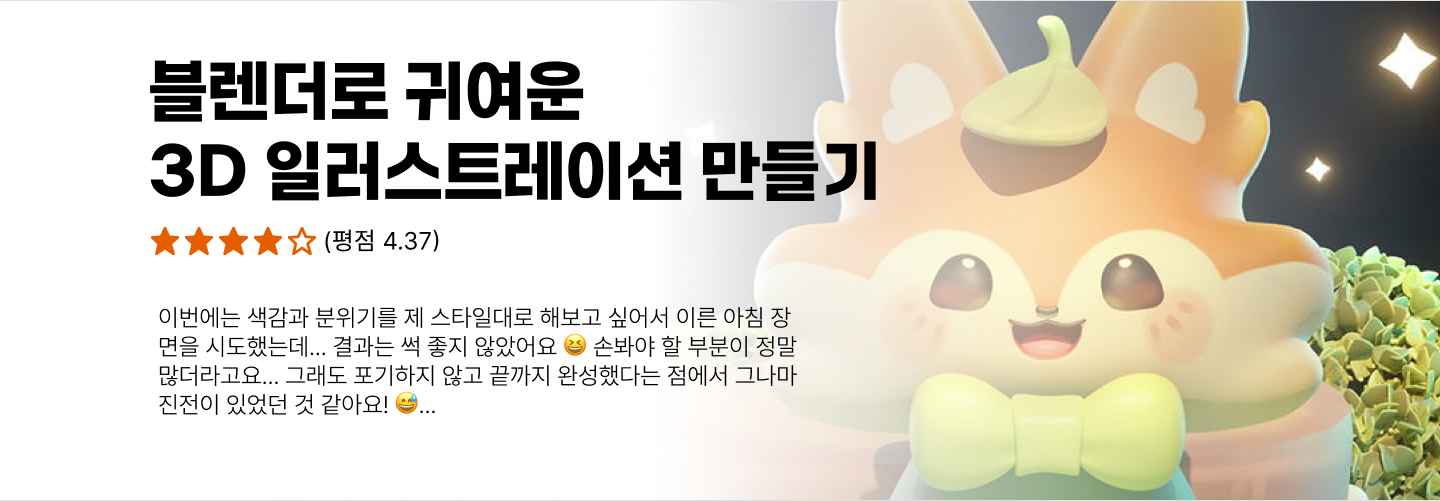 블렌더로 귀여운
3D 일러스트레이션 만들기
(평점 4.37)
이번에는 색감과 분위기를 제 스타일대로 해보고 싶어서 이른 아침 장
면을 시도했는데... 결과는 썩 좋지 않았어요 😆 손봐야 할 부분이 정말
많더라고요... 그래도 포기하지 않고 끝까지 완성했다는 점에서 그나마
진전이 있었던 것 같아요! 😅...